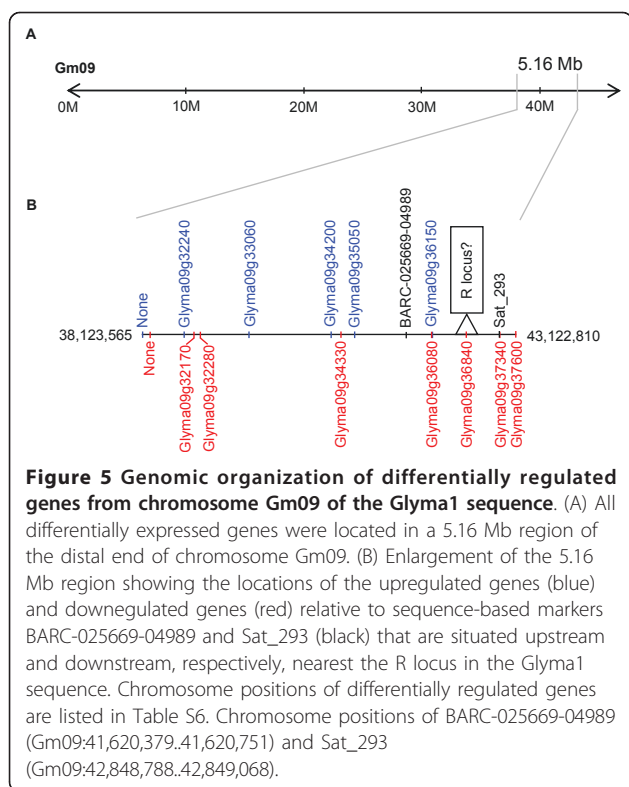 A
Gm09
5.16 Mb
0M
10M
20M
30M
40M
B
None
Glyma09g32240
Glyma09g33060
Glyma09g34200
Glyma09g35050
BARC-025669-04989
Glyma09g36150
R locus?
Sat_293
38,123,565
43,122,810
None
Glyma09g32170
Glyma09g32280
Glyma09g34330
Glyma09g36080
Glyma09g36840
Glyma09g37340
Glyma09g37600
Figure 5 Genomic organization of differentially regulated
genes from chromosome Gm09 of the Glyma1 sequence. (A) All
differentially expressed genes were located in a 5.16 Mb region of
the distal end of chromosome Gm09. (B) Enlargement of the 5.16
Mb region showing the locations of the upregulated genes (blue)
and downegulated genes (red) relative to sequence-based markers
BARC-025669-04989 and Sat_293 (black) that are situated upstream
and downstream, respectively, nearest the R locus in the Glyma1
sequence. Chromosome positions of differentially regulated genes
are listed in Table S6. Chromosome positions of BARC-025669-04989
(Gm09:41,620,379..41,620,751) and Sat_293
(Gm09:42,848,788..42,849,068).